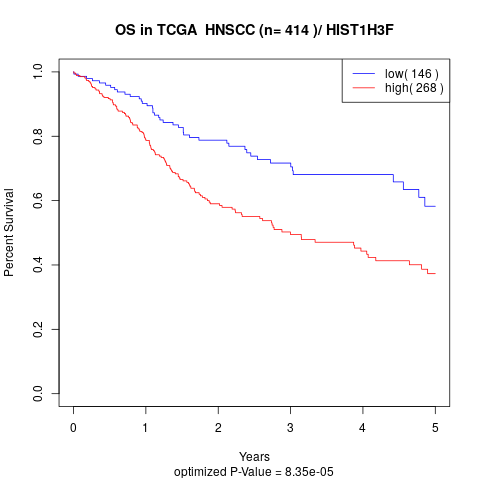 OS in TCGA  HNSCC (n= 414 )/ HIST1H3F
low( 146 )
high( 268 )
Percent Survival
1.0
0.8
0.6
0.4
0.2
0.0
0 1 2 3 4 5
Years
optimized P-Value = 8.35e-05